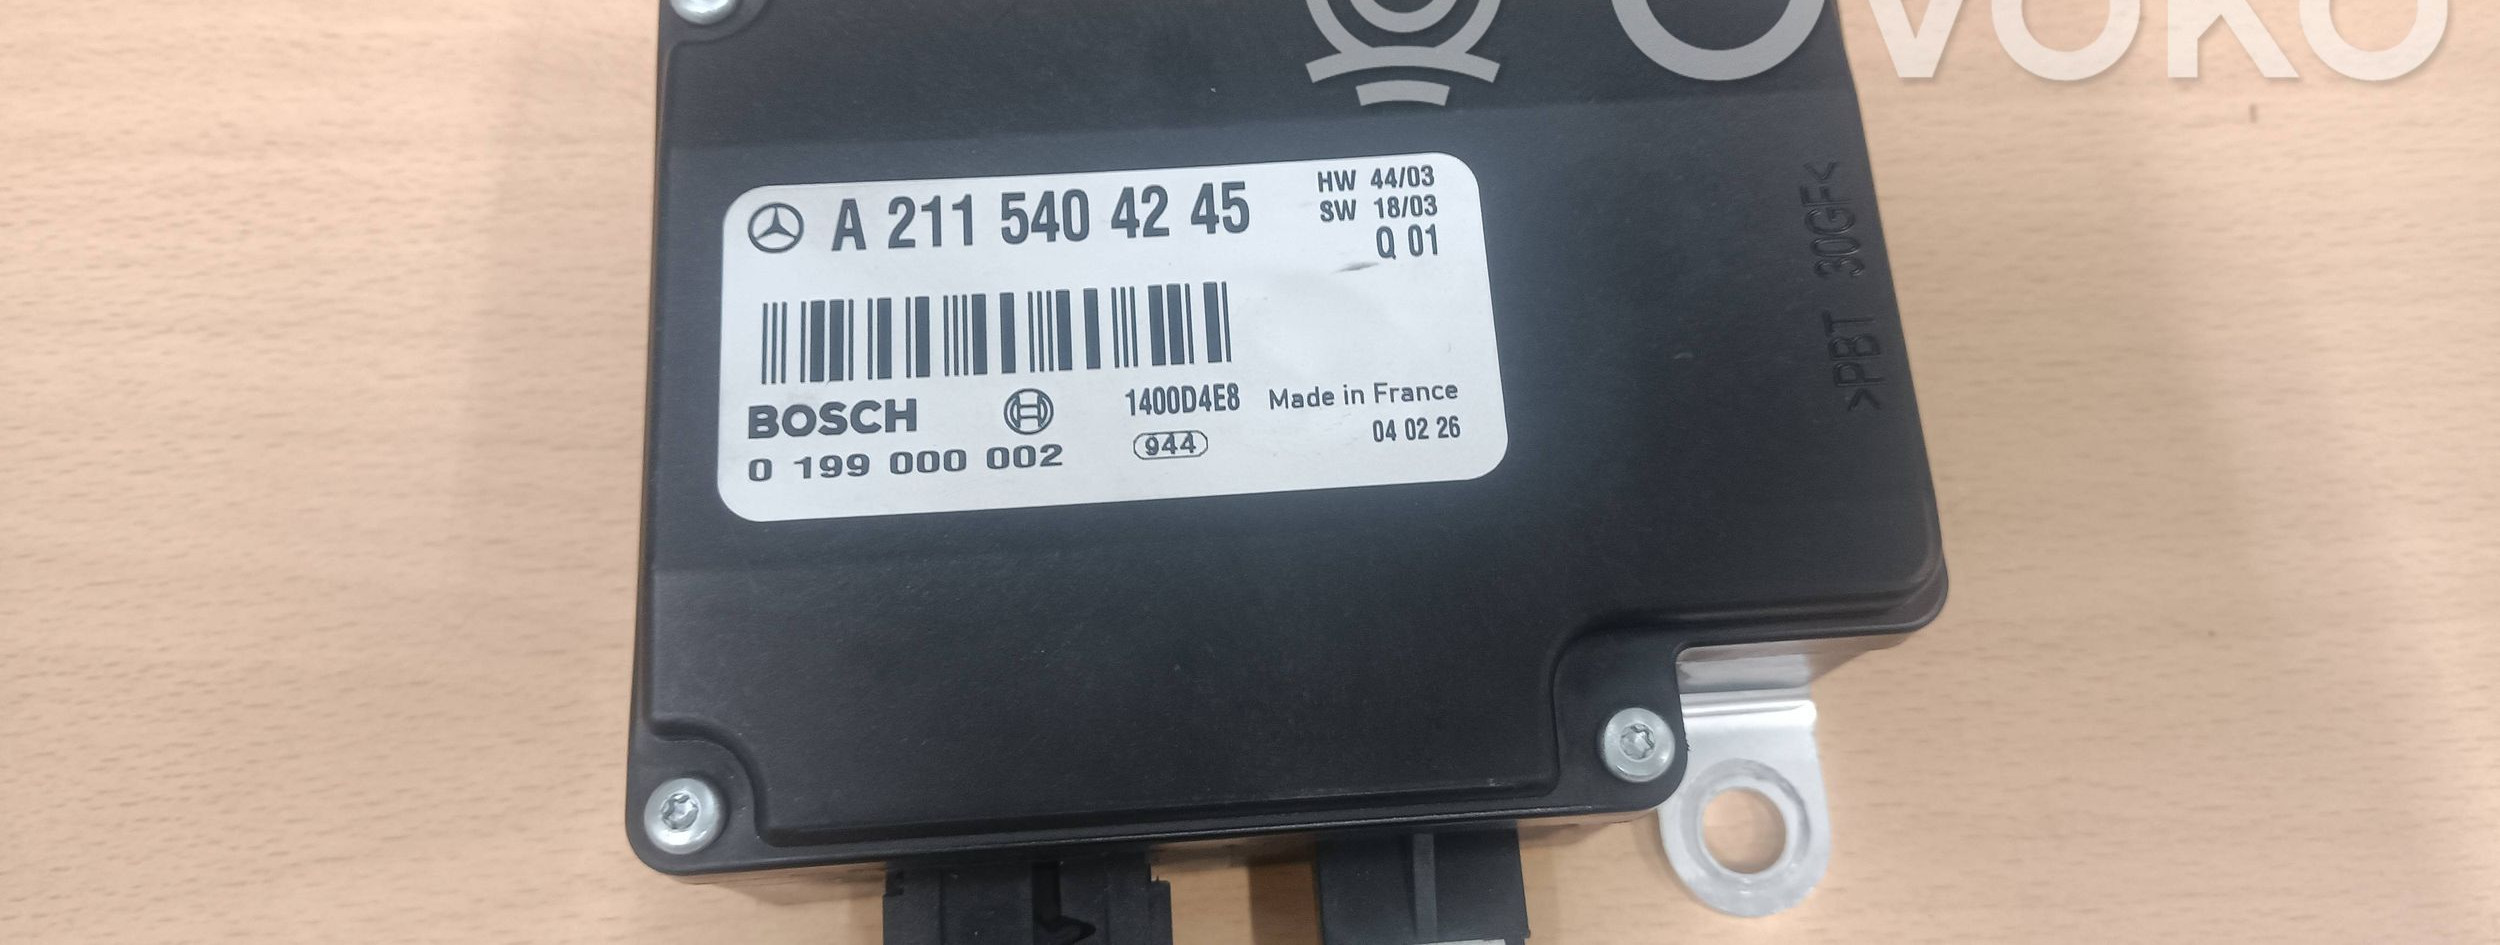 OVOKO
A 211 540 42 45
HW 44/03
SW 18/03
Q 01
BOSCH
1400D4E8 Made in France
0 199 000 002
944
04 02 26
>PBT 30GF<